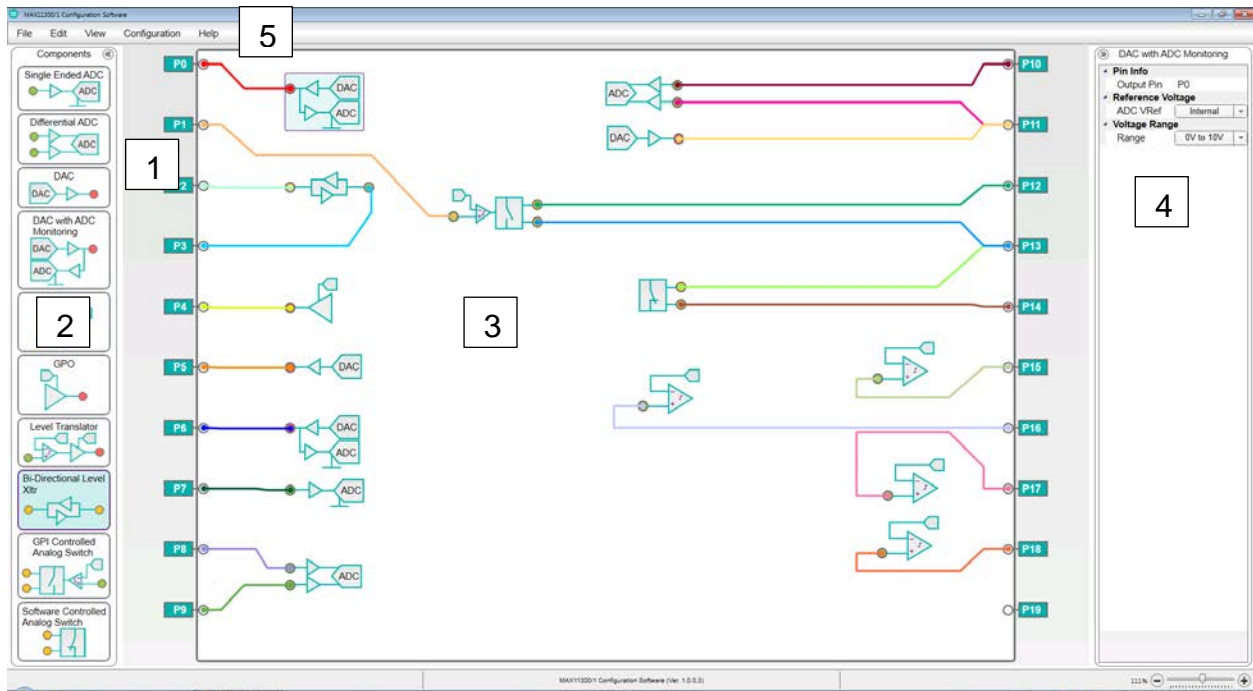 MAX11300/1 Configuration Software
File Edit View Configuration Help
5
Components
Single Ended ADC
ADC
Differential ADC
ADC
DAC
DAC
DAC with ADC
Monitoring
DAC
ADC
2
GPO
Level Translator
Bi-Directional Level
Xltr
GPI Controlled
Analog Switch
Software Controlled
Analog Switch
1
P0
P1
2
P3
P4
P5
P6
P7
P8
P9
DAC
ADC
DAC
DAC
ADC
ADC
ADC
3
ADC
DAC
P10
P11
P12
P13
P14
P15
P16
P17
P18
P19
DAC with ADC Monitoring
Pin Info
Output Pin P0
Reference Voltage
ADC VRef Internal
Voltage Range
Range 0V to 10V
4
MAX11300/1 Configuration Software (Ver. 1.0.0.3)
111%